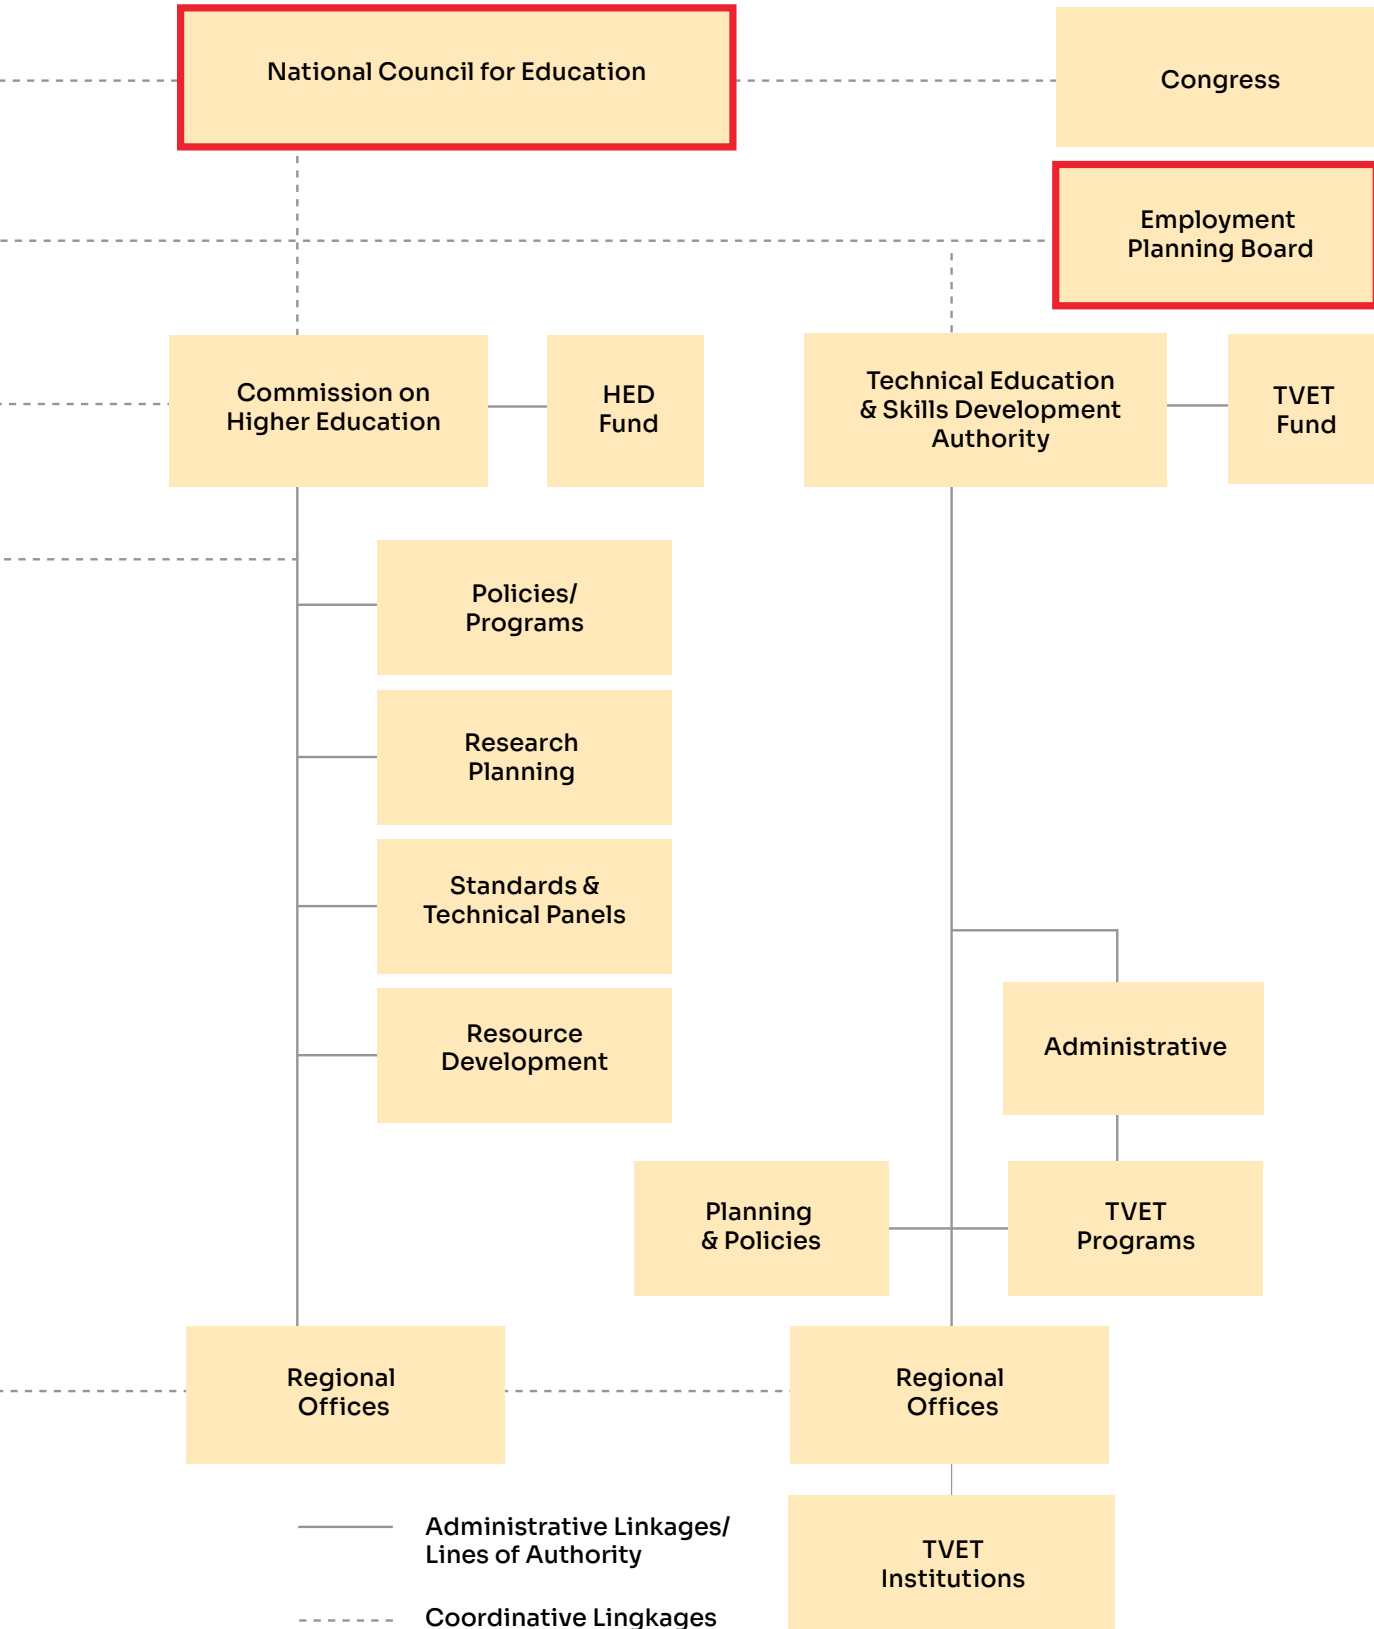 National Council for Education
Congress
Employment
Planning Board
Commission on
Higher Education
HED
Fund
Technical Education
& Skills Development
Authority
TVET
Fund
Policies/
Programs
Research
Planning
Standards &
Technical Panels
Resource
Development
Administrative
Planning
& Policies
TVET
Programs
Regional
Offices
Regional
Offices
Administrative Linkages/
Lines of Authority
TVET
Institutions
Coordinative Lingkages